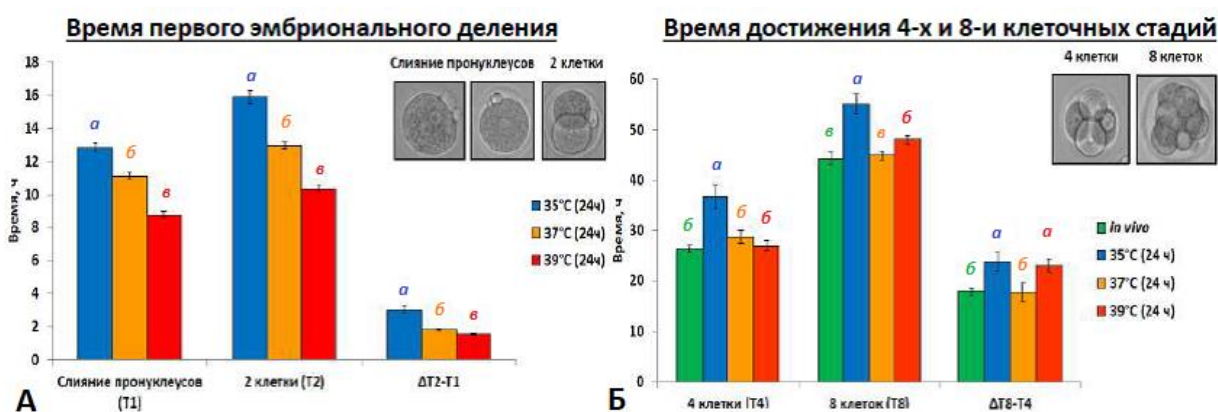 Время первого эмбрионального деления
Время, ч
18
16
14
12
10
8
6
4
2
0
а
б
в
а
б
в
а
б
в
Слияние пронуклеусов
2 клетки
35°C (24ч)
37°C (24ч)
39°C (24ч)
Слияние пронуклеусов
(Т1)
2 клетки (Т2)
ΔТ2-Т1
А
Время достижения 4-х и 8-и клеточных стадий
Время, ч
60
50
40
30
20
10
0
б
а
б
б
в
а
в
б
б
а
б
а
4 клетки
8 клеток
in vivo
35°C (24 ч)
37°C (24 ч)
39°C (24 ч)
4 клетки (Т4)
8 клеток (Т8)
ΔТ8-Т4
Б